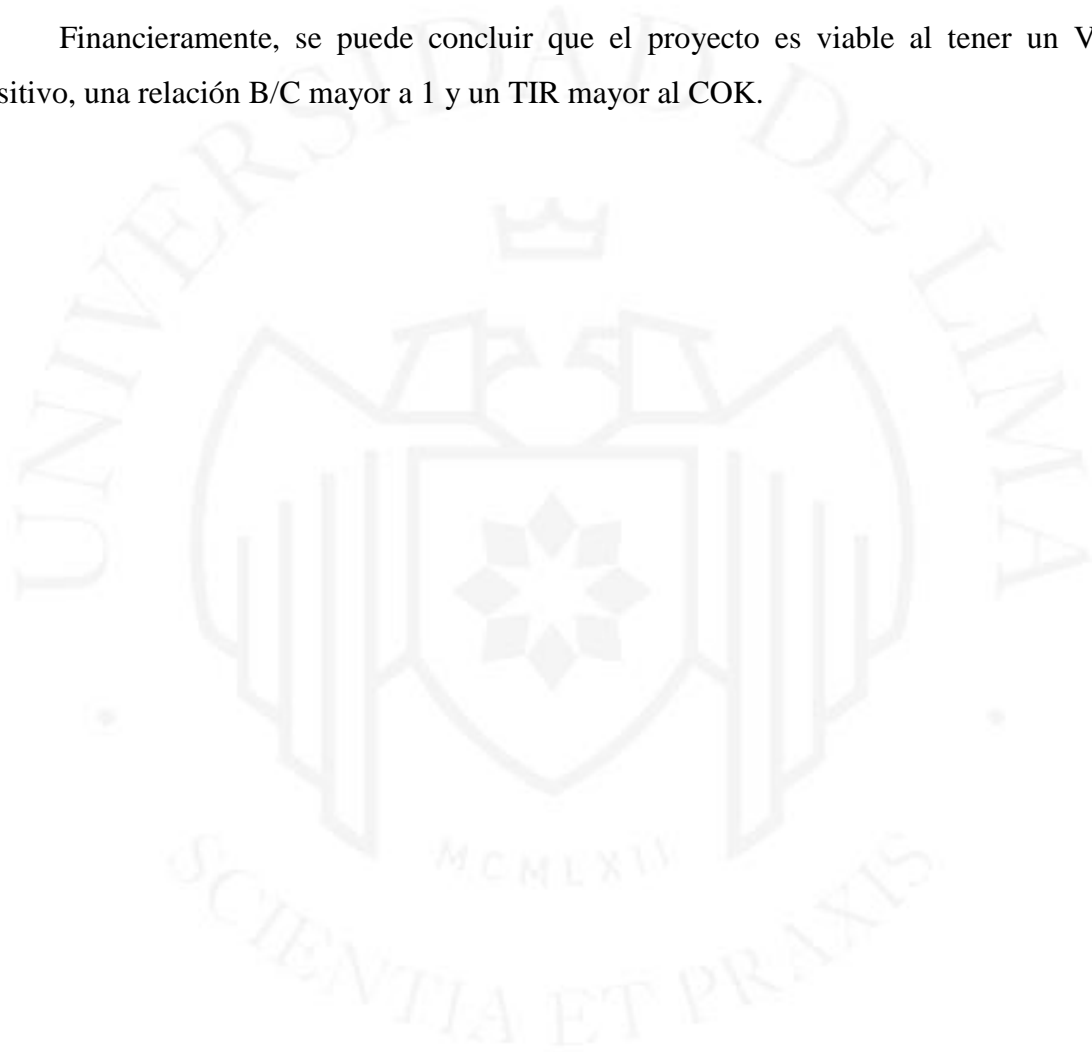 Financieramente, se puede concluir que el proyecto es viable al tener un V
sitivo, una relación B/C mayor a 1 y un TIR mayor al COK.
UNIVERSIDAD DE LIMA
MCMLXII
SCIENTIA ET PRAXIS